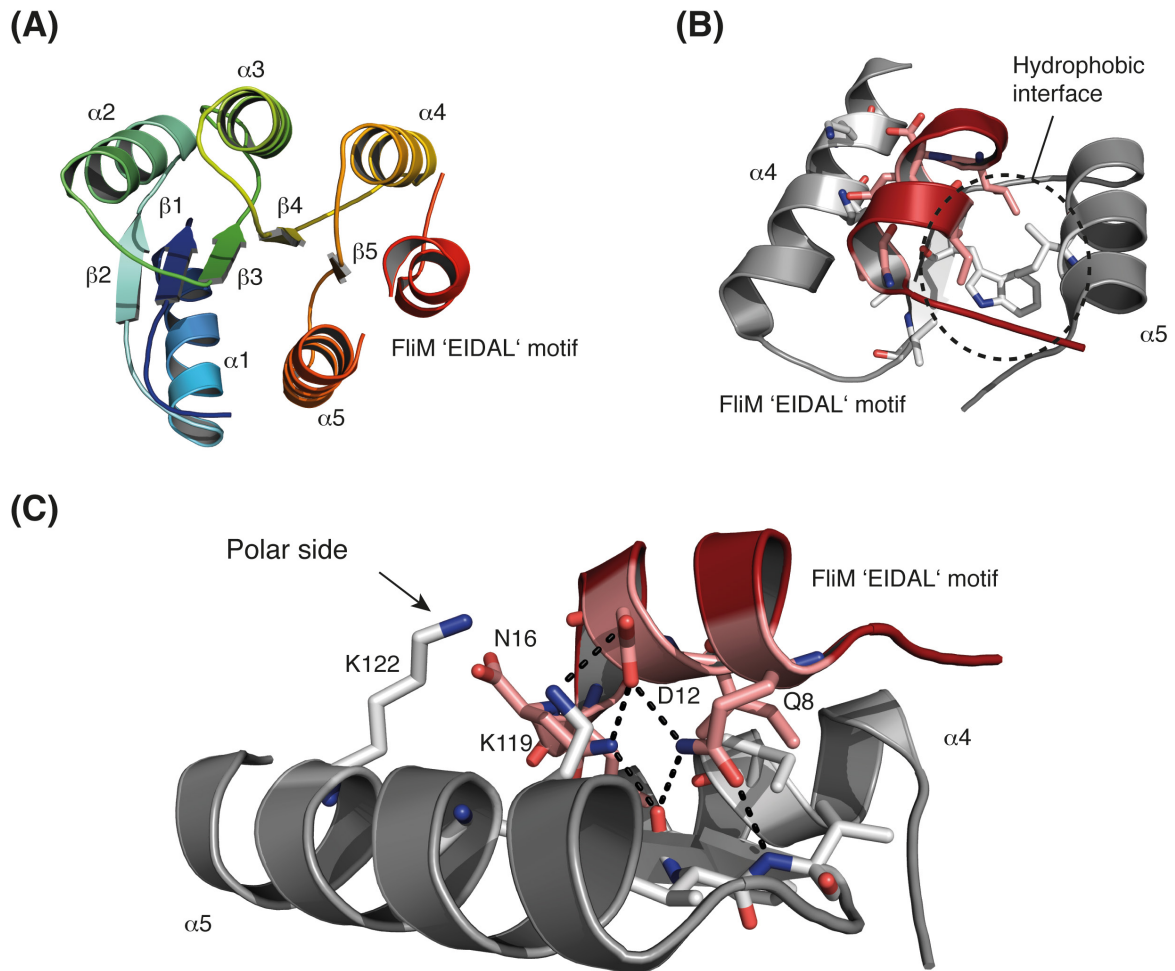 (A)
α3
α2
α4
β1
β4
β2
β3
β5
α1
FliM ‘EIDAL‘ motif
α5
(B)
Hydrophobic
interface
α4
α5
FliM ‘EIDAL‘ motif
(C)
Polar side
FliM ‘EIDAL‘ motif
N16
K122
D12
Q8
K119
α4
α5